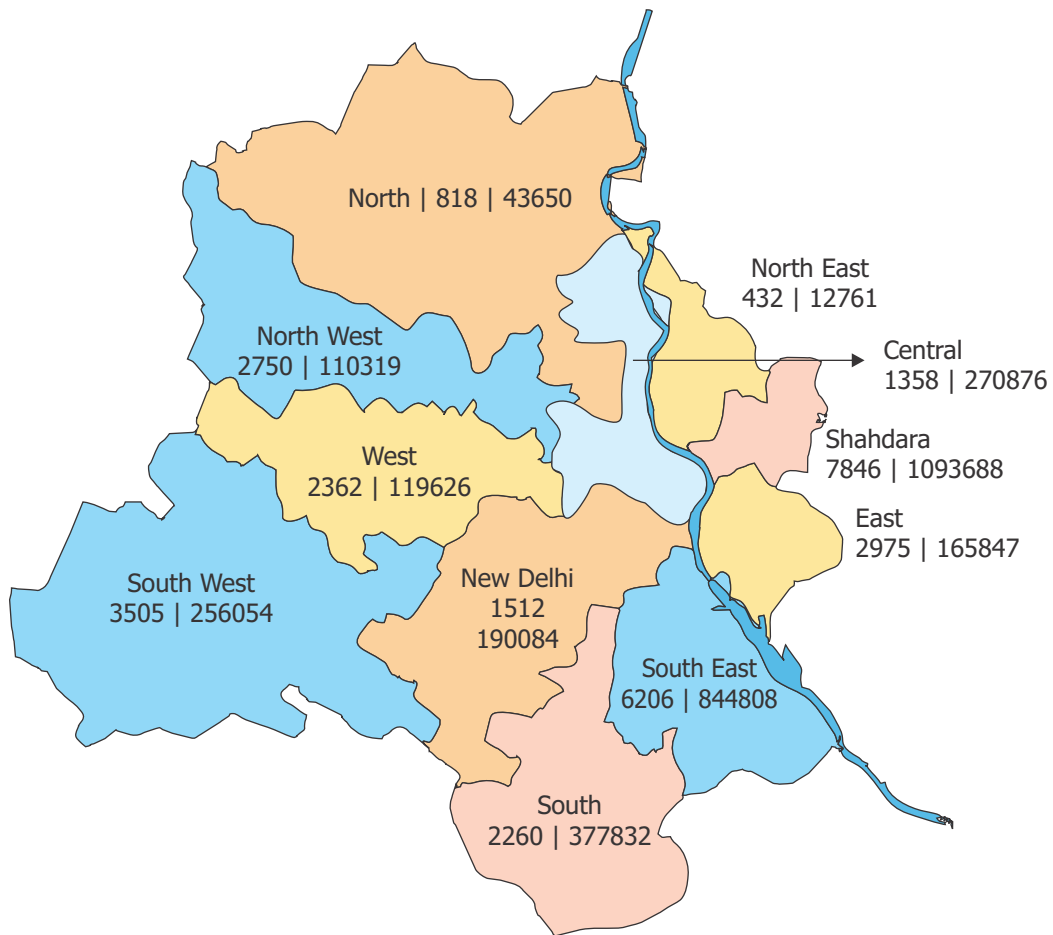 North | 818 | 43650
North East
432 | 12761
North West
2750 | 110319
Central
1358 | 270876
Shahdara
7846 | 1093688
West
2362 | 119626
East
2975 | 165847
South West
3505 | 256054
New Delhi
1512
190084
South East
6206 | 844808
South
2260 | 377832